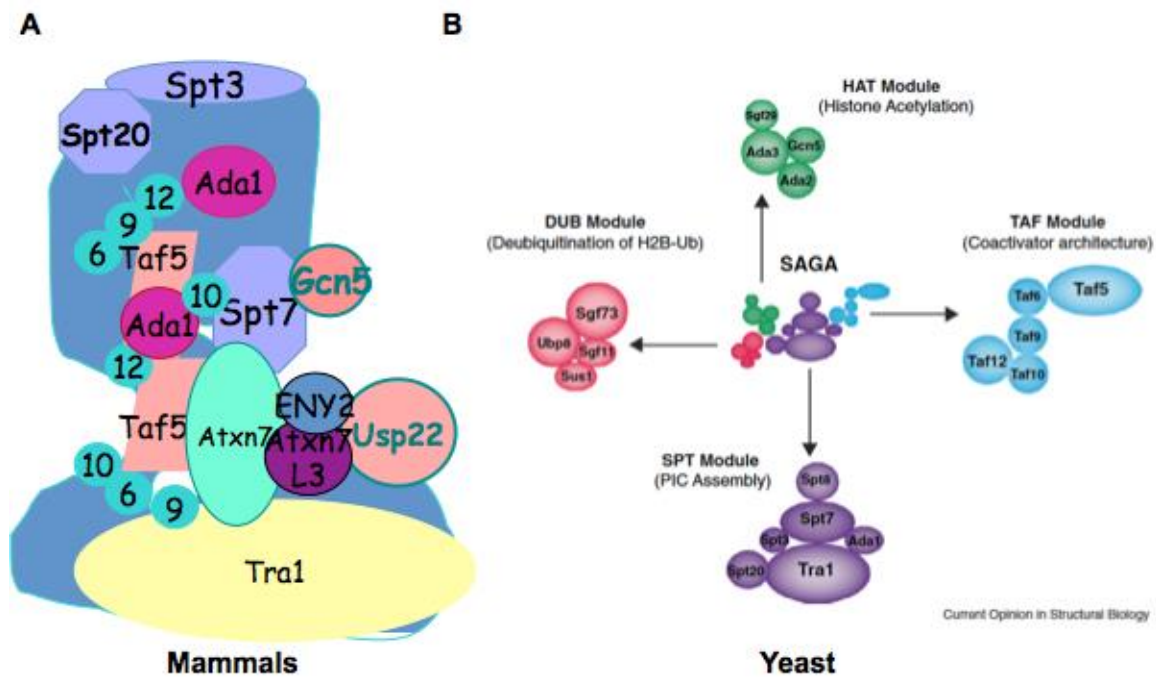 A
Spt3
Spt20
Ada1
12
9
6
Taf5
10
Gcn5
Spt7
Ada1
12
ENY2
Taf5
Atxn7
Atxn7
L3
Usp22
10
6
9
Tra1
Mammals
B
HAT Module
(Histone Acetylation)
Sgf29
Ada3
Gcn5
Ada2
DUB Module
(Deubiquitination of H2B-Ub)
Sgf73
Ubp8
Sgf11
Sus1
SAGA
TAF Module
(Coactivator architecture)
Taf6
Taf5
Taf9
Taf12
Taf10
SPT Module
(PIC Assembly)
Spt8
Spt7
Spt3
Ada1
Spt20
Tra1
Current Opinion in Structural Biology
Yeast